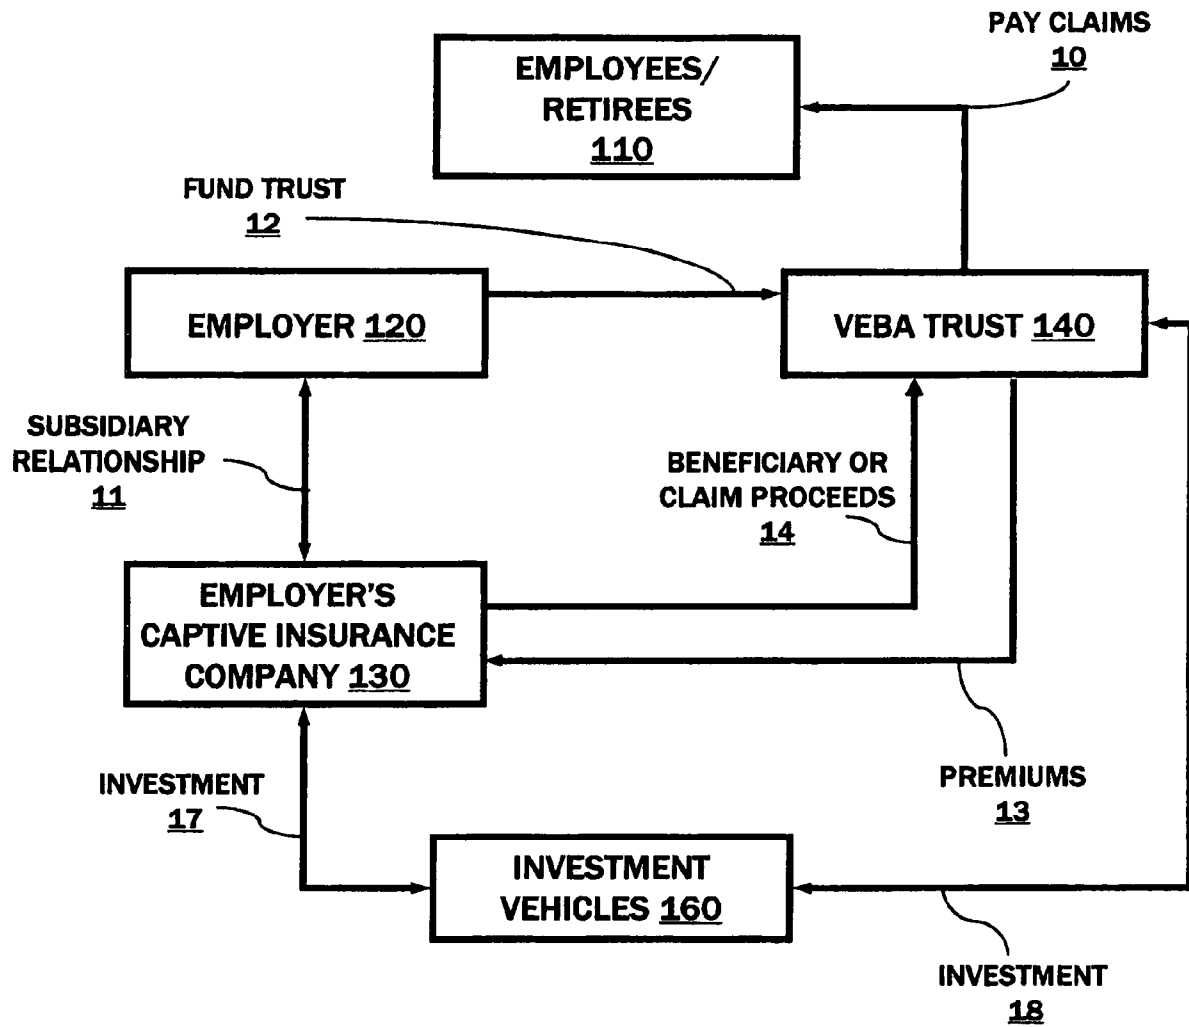 PAY CLAIMS
10
EMPLOYEES/
RETIREES
110
FUND TRUST
12
EMPLOYER 120
VEBA TRUST 140
SUBSIDIARY
RELATIONSHIP
11
BENEFICIARY OR
CLAIM PROCEEDS
14
EMPLOYER'S
CAPTIVE INSURANCE
COMPANY 130
INVESTMENT
17
PREMIUMS
13
INVESTMENT
VEHICLES 160
INVESTMENT
18